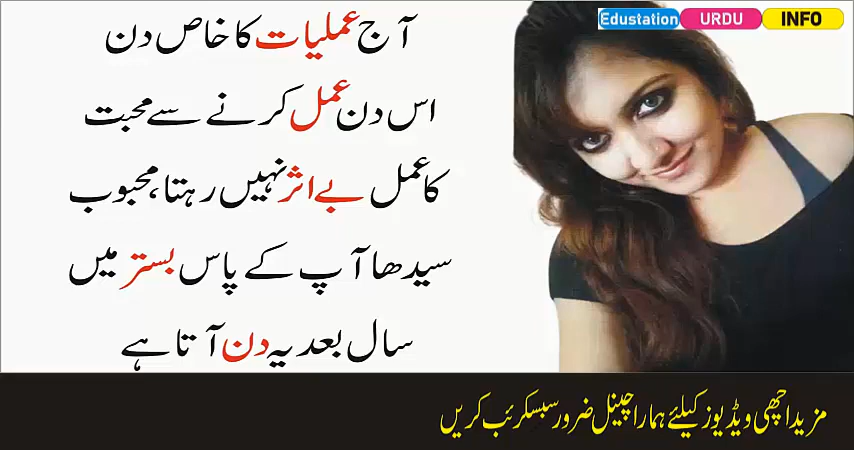 Edustation URDU INFO
آج عملیات کا خاص دن
اس دن عمل کرنے سے محبت
کا عمل بے اثر نہیں رہتا، محبوب
سیدھا آپ کے پاس بستر میں
سال بعد یہ دن آتا ہے
مزید اچھی ویڈیوز کیلئے ہمارا چینل ضرور سبسکرئب کریں